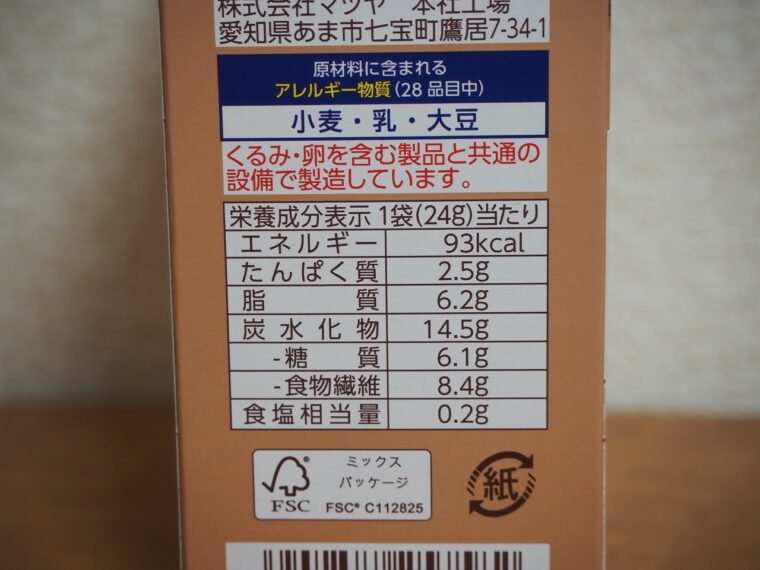 株式会社マツヤ 本社工場
愛知県あま市七宝町鷹居7-34-1
原材料に含まれる
アレルギー物質(28品目中)
小麦・乳・大豆
くるみ・卵を含む製品と共通の
設備で製造しています。
栄養成分表示 1袋(24g)当たり
エネルギー 93kcal
たんぱく質 2.5g
脂質 6.2g
炭水化物 14.5g
-糖質 6.1g
-食物繊維 8.4g
食塩相当量 0.2g
ミックス
パッケージ
FSC
FSC® C112825
紙